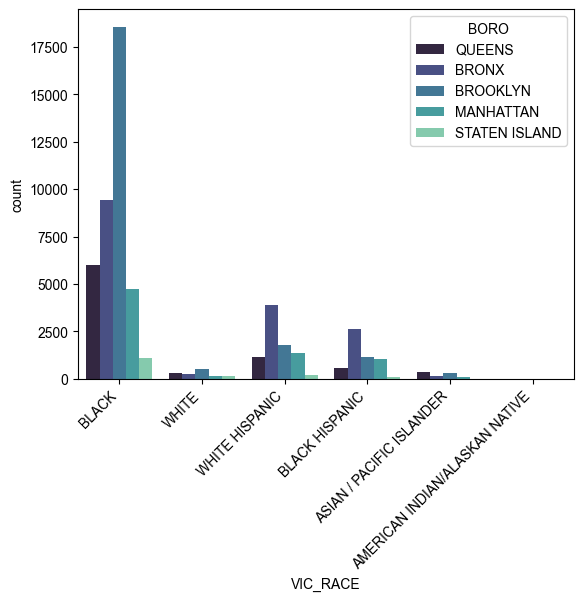 BORO
QUEENS
BRONX
BROOKLYN
MANHATTAN
STATEN ISLAND
count
17500
15000
12500
10000
7500
5000
2500
0
BLACK
WHITE
WHITE HISPANIC
BLACK HISPANIC
ASIAN / PACIFIC ISLANDER
AMERICAN INDIAN/ALASKAN NATIVE
VIC_RACE